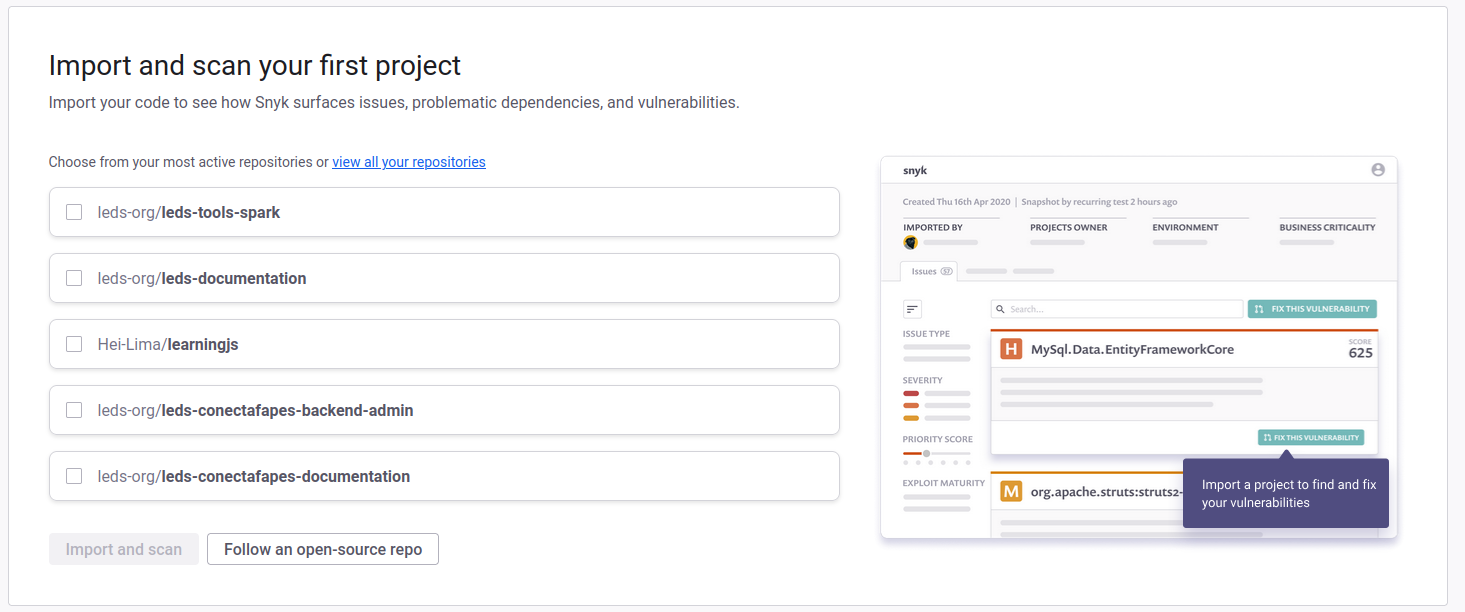 Import and scan your first project
Import your code to see how Snyk surfaces issues, problematic dependencies, and vulnerabilities.
Choose from your most active repositories or view all your repositories
leds-org/leds-tools-spark
leds-org/leds-documentation
Hei-Lima/learningjs
leds-org/leds-conectafapes-backend-admin
leds-org/leds-conectafapes-documentation
Import and scan
Follow an open-source repo
snyk
Created Thu 16th Apr 2020 | Snapshot by recurring test 2 hours ago
IMPORTED BY
PROJECTS OWNER
ENVIRONMENT
BUSINESS CRITICALITY
Issues 57
Search...
FIX THIS VULNERABILITY
ISSUE TYPE
SEVERITY
PRIORITY SCORE
EXPLOIT MATURITY
H MySql.Data.EntityFrameworkCore
SCORE
625
FIX THIS VULNERABILITY
M org.apache.struts:struts2-
Import a project to find and fix
your vulnerabilities